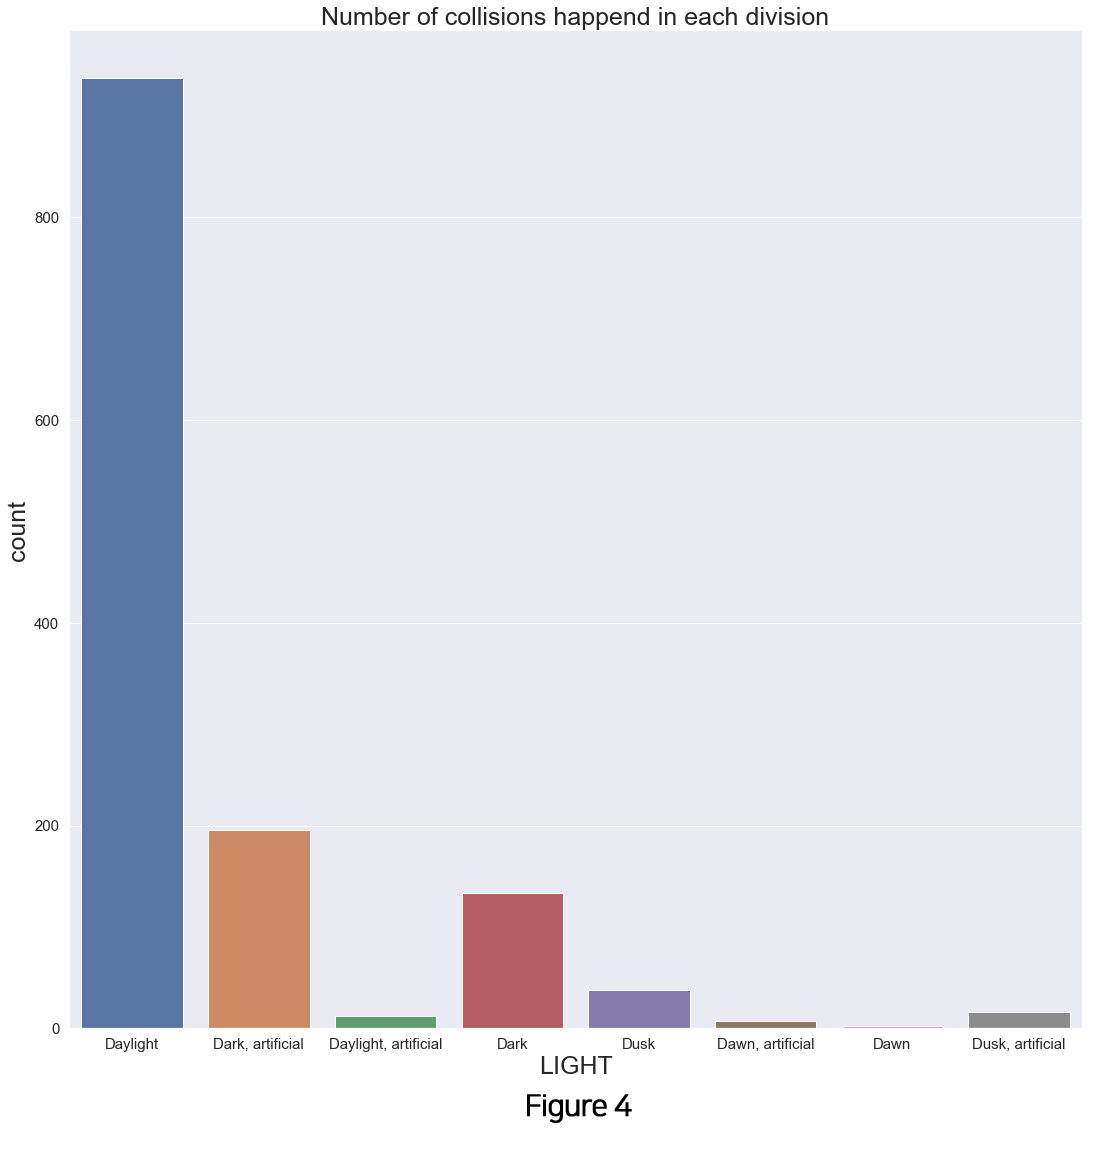 Number of collisions happend in each division
800
600
400
200
0
count
Daylight Dark, artificial Daylight, artificial Dark Dusk Dawn, artificial Dawn Dusk, artificial
LIGHT
Figure 4